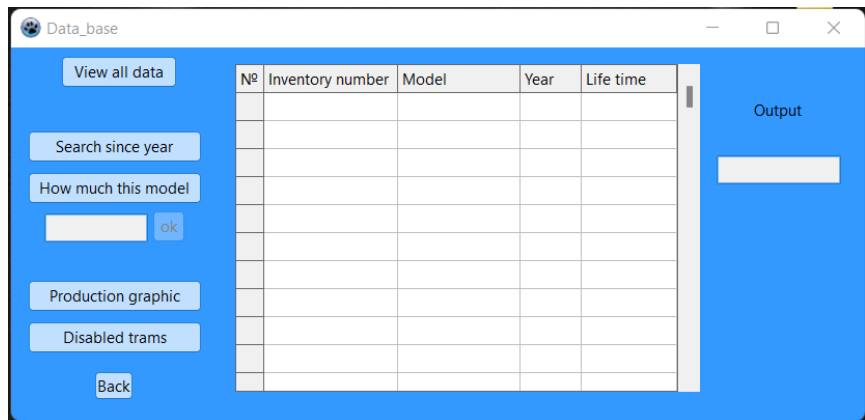 Data_base
View all data
Search since year
How much this model
ok
Production graphic
Disabled trams
Back
Nº Inventory number Model Year Life time
Output